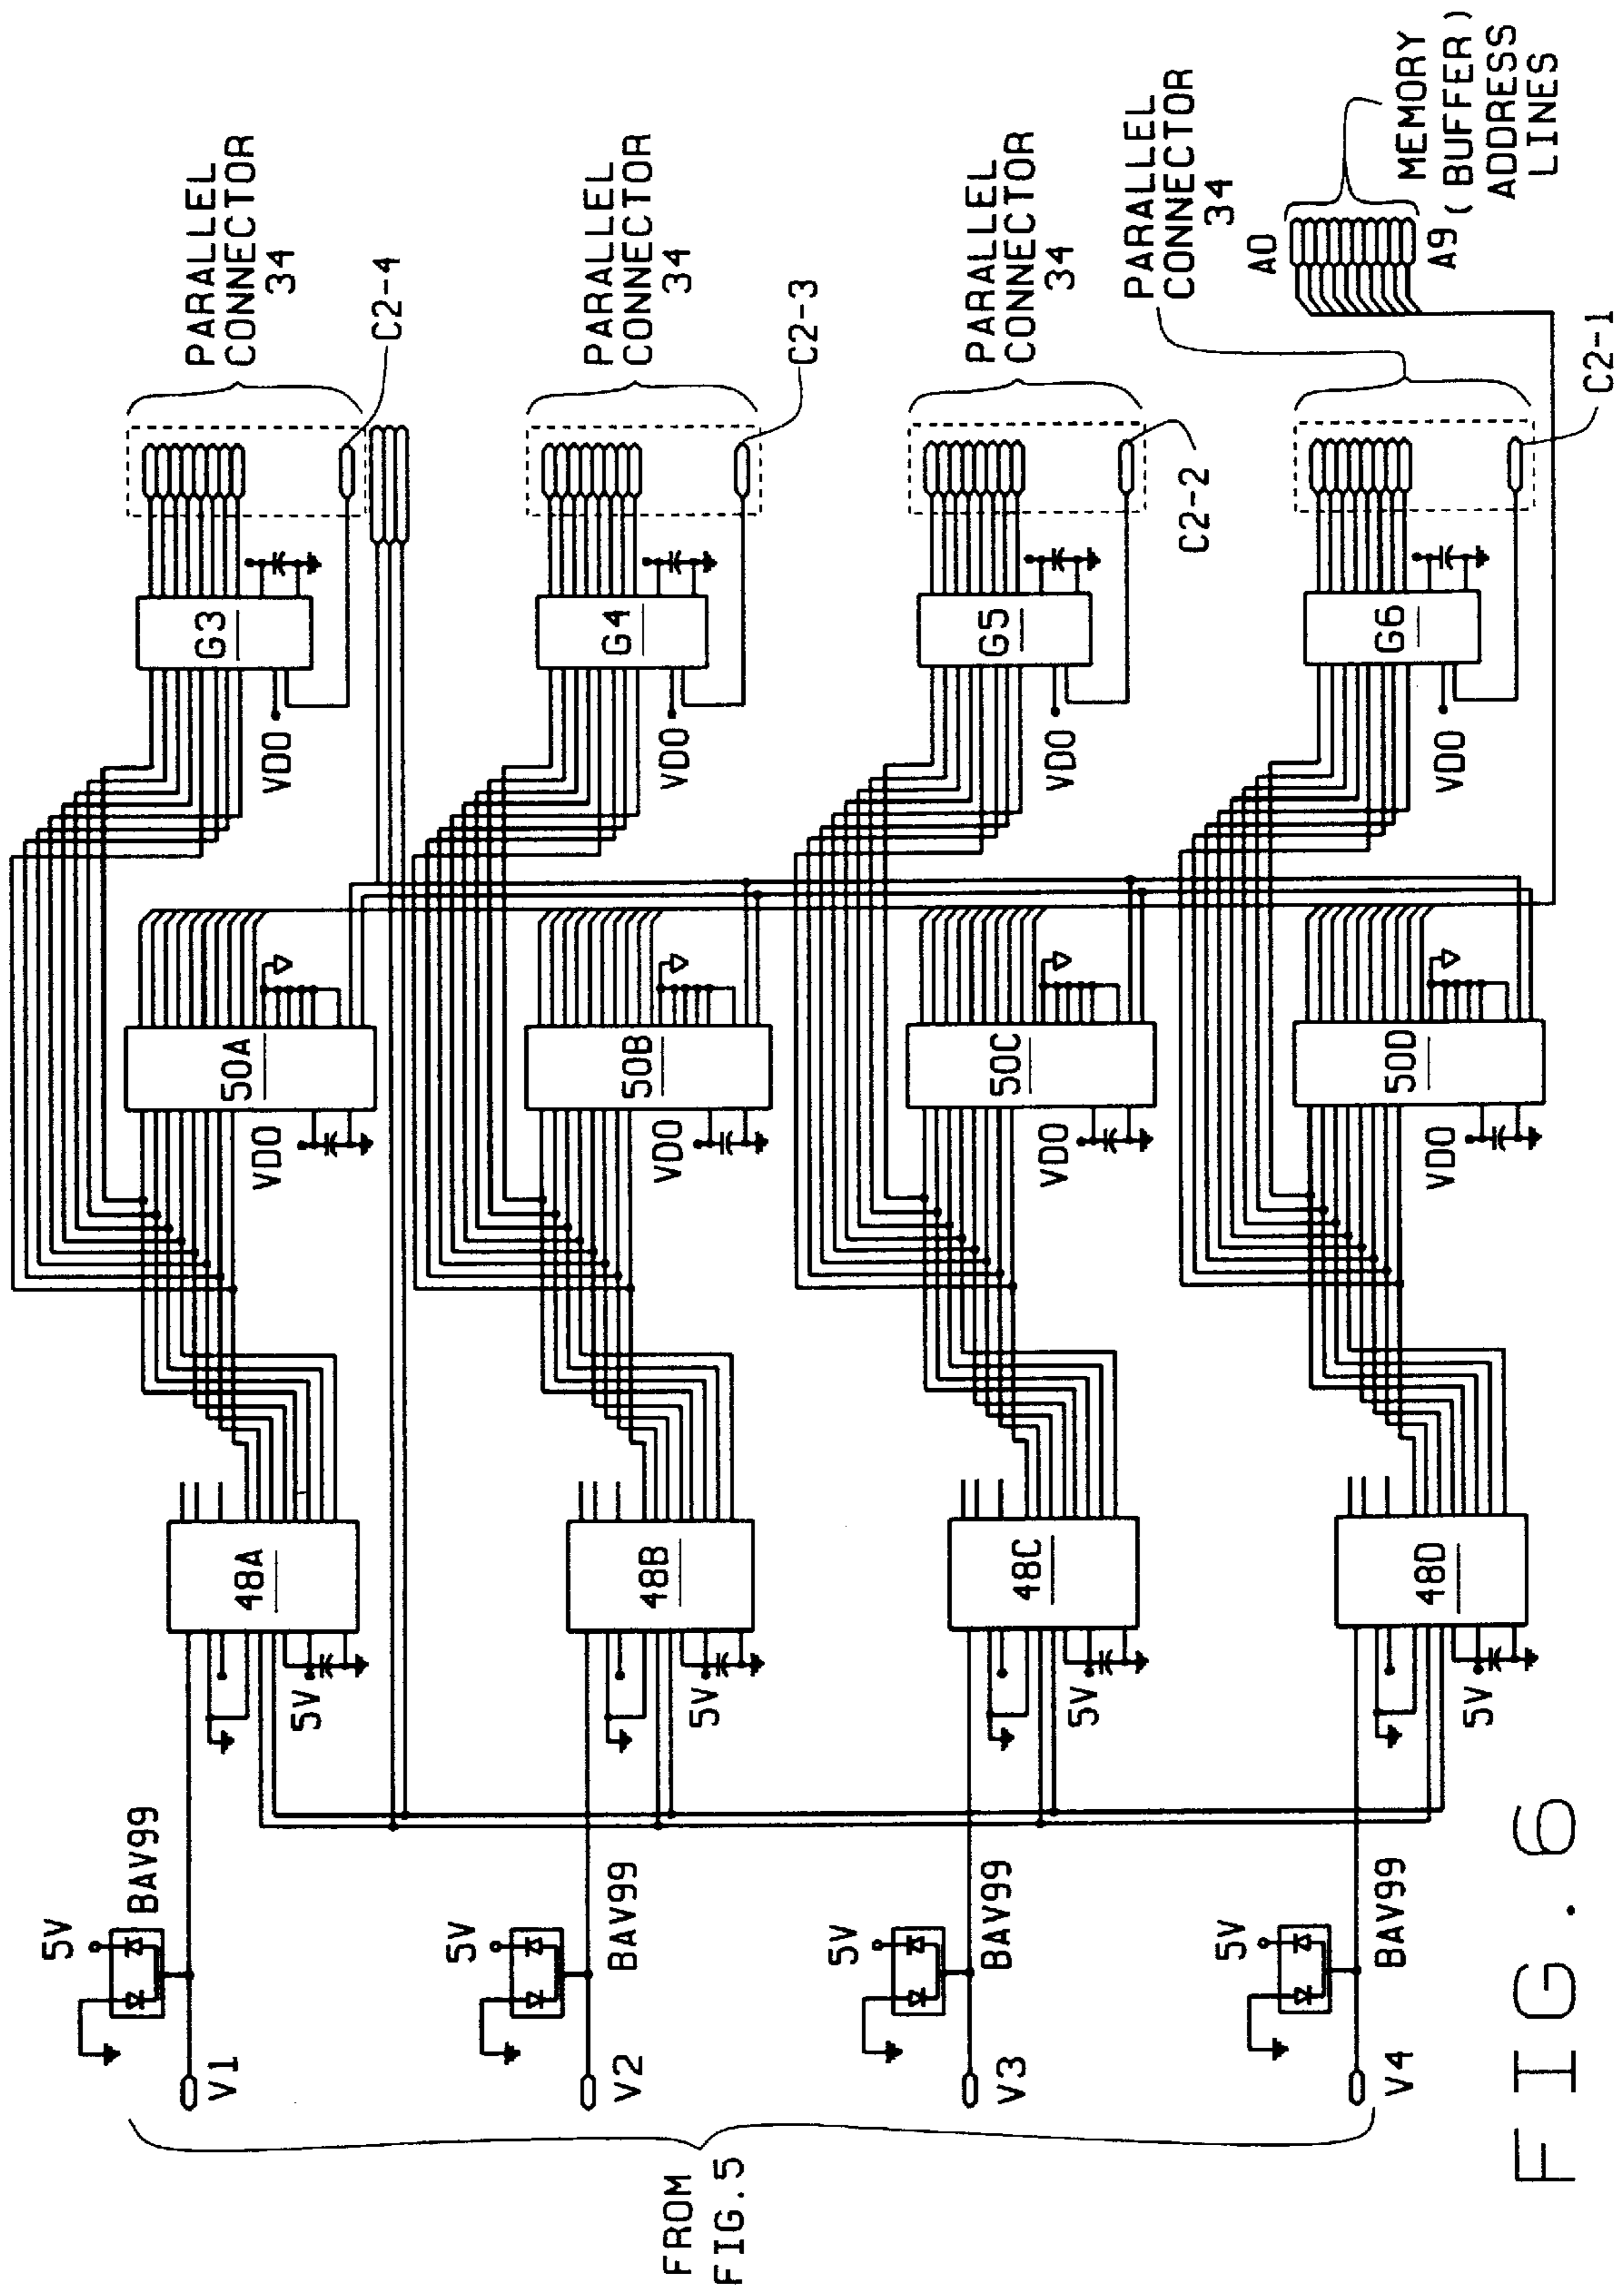 FROM
FIG.5
V1
5V
BAV99
5V
48A
VDO
50A
VDO
G3
PARALLEL
CONNECTOR
34
C2-4
V2
5V
BAV99
5V
48B
VDO
50B
VDO
G4
PARALLEL
CONNECTOR
34
C2-3
V3
5V
BAV99
5V
48C
VDO
50C
VDO
G5
PARALLEL
CONNECTOR
34
C2-2
V4
5V
BAV99
5V
48D
VDO
50D
VDO
G6
PARALLEL
CONNECTOR
34
C2-1
A0
A9
MEMORY
(BUFFER)
ADDRESS
LINES
FIG.6